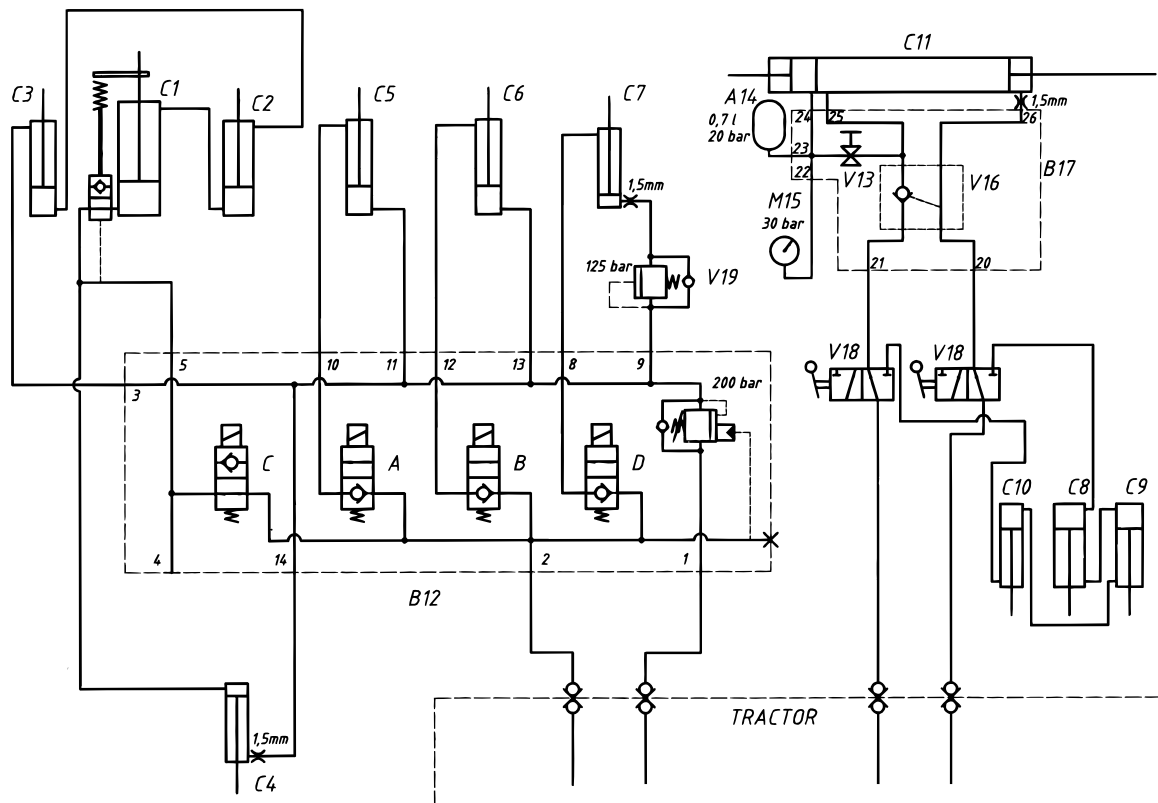 C3
C1
C2
C5
C6
C7
C11
A14
0,7 l
20 bar
1,5mm
24
25
26
23
22
V13
V16
B17
M15
30 bar
1,5mm
125 bar
V19
21
20
5
10
11
12
13
8
9
3
200 bar
V18
V18
C
A
B
D
C10
C8
C9
4
14
2
1
B12
TRACTOR
1,5mm
C4